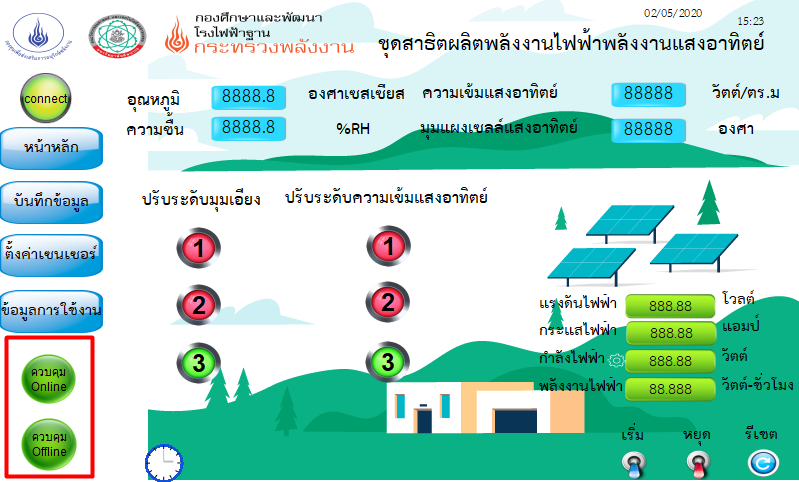 กองศึกษาและพัฒนา
โรงไฟฟ้าฐาน
กระทรวงพลังงาน
02/05/2020
15:23
ชุดสาธิตผลิตพลังงานไฟฟ้าพลังงานแสงอาทิตย์
connect
อุณหภูมิ 8888.8 องศาเซสเซียส ความเข้มแสงอาทิตย์ 88888 วัตต์/ตร.ม
ความชื้น 8888.8 %RH มุมแผงเซลล์แสงอาทิตย์ 88888 องศา
หน้าหลัก
บันทึกข้อมูล
ตั้งค่าเซนเซอร์
ข้อมูลการใช้งาน
ควบคุม
Online
ควบคุม
Offline
ปรับระดับมุมเอียง ปรับระดับความเข้มแสงอาทิตย์
1 1
2 2
3 3
แรงดันไฟฟ้า 888.88 โวลต์
กระแสไฟฟ้า 888.88 แอมป์
กำลังไฟฟ้า 888.88 วัตต์
พลังงานไฟฟ้า 88.888 วัตต์-ชั่วโมง
เริ่ม หยุด รีเซต